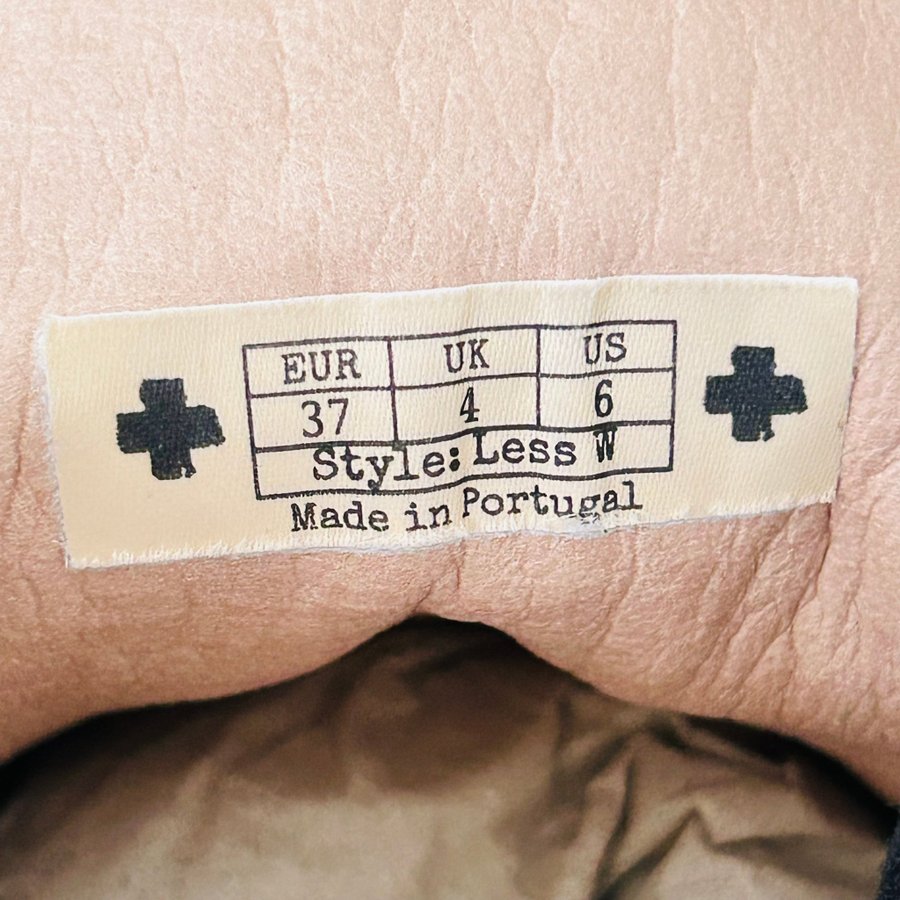 EUR UK US
37 4 6
Style: Less W
Made in Portugal